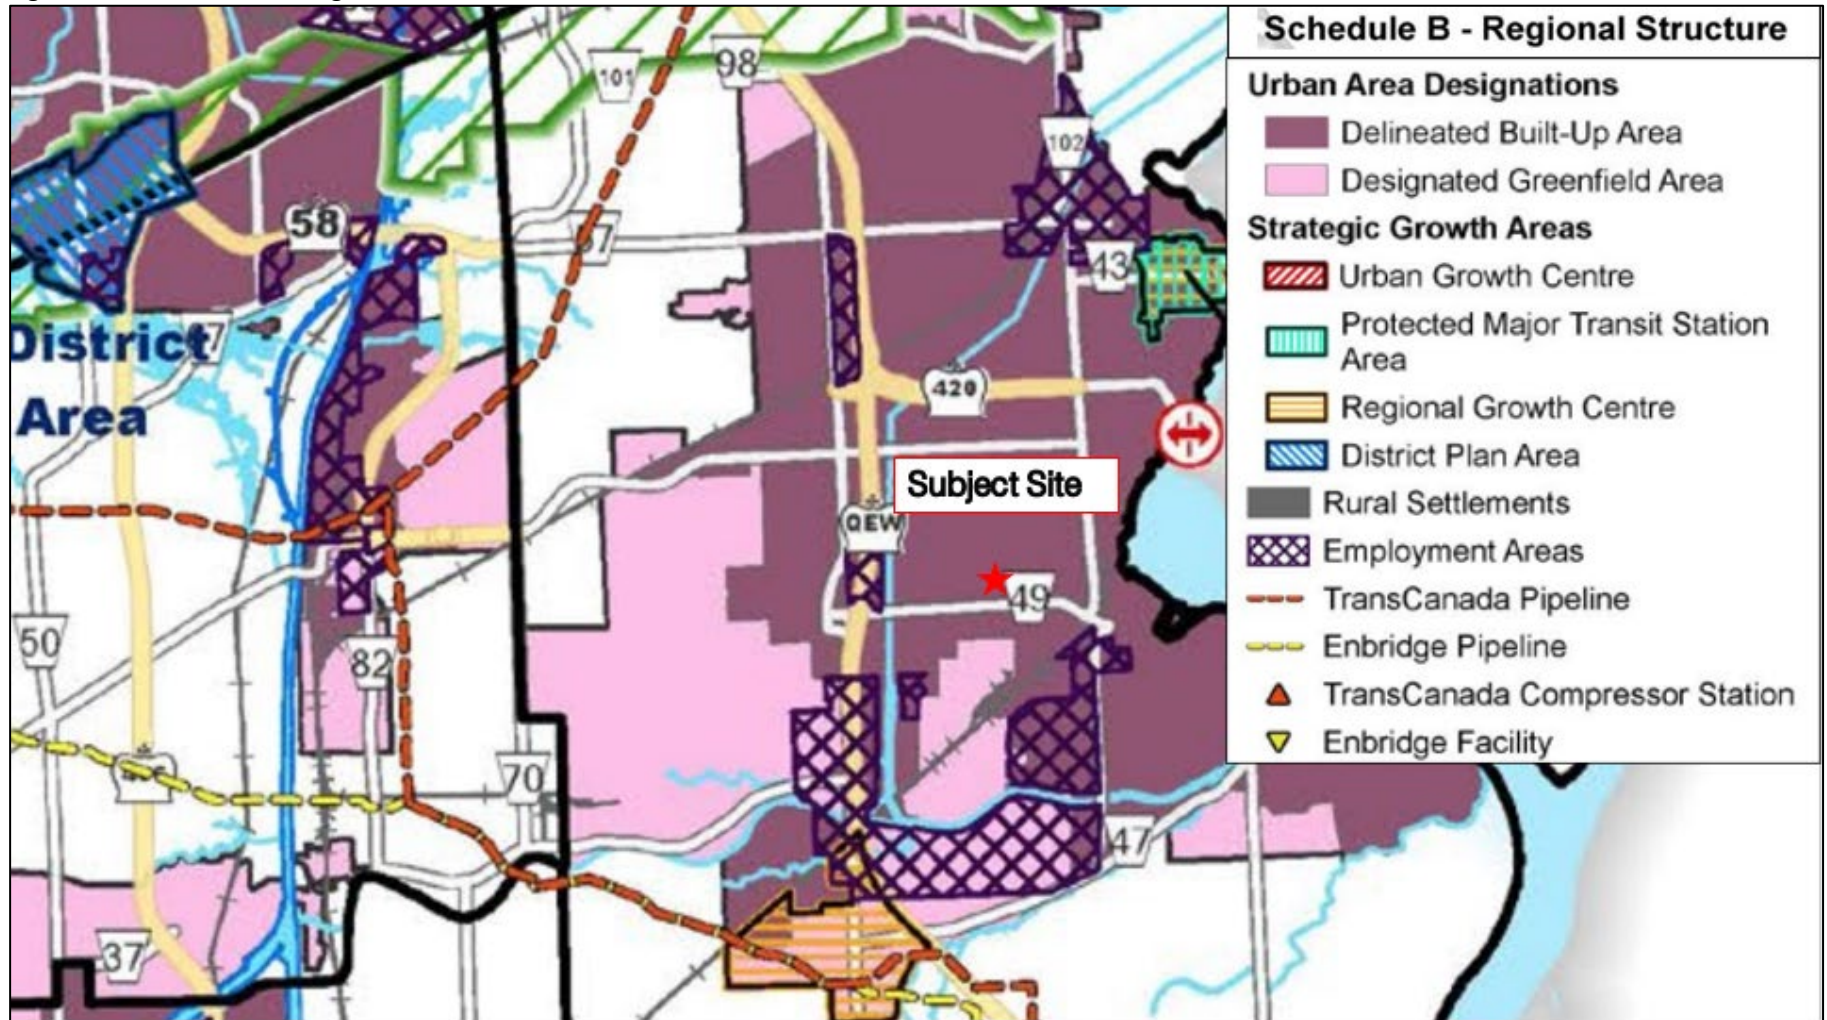 Schedule B - Regional Structure
Urban Area Designations
Delineated Built-Up Area
Designated Greenfield Area
Strategic Growth Areas
Urban Growth Centre
Protected Major Transit Station
Area
Regional Growth Centre
District Plan Area
Rural Settlements
Employment Areas
TransCanada Pipeline
Enbridge Pipeline
TransCanada Compressor Station
Enbridge Facility
101
98
102
58
43
District
Area
420
Subject Site
QEW
49
50
82
70
47
37